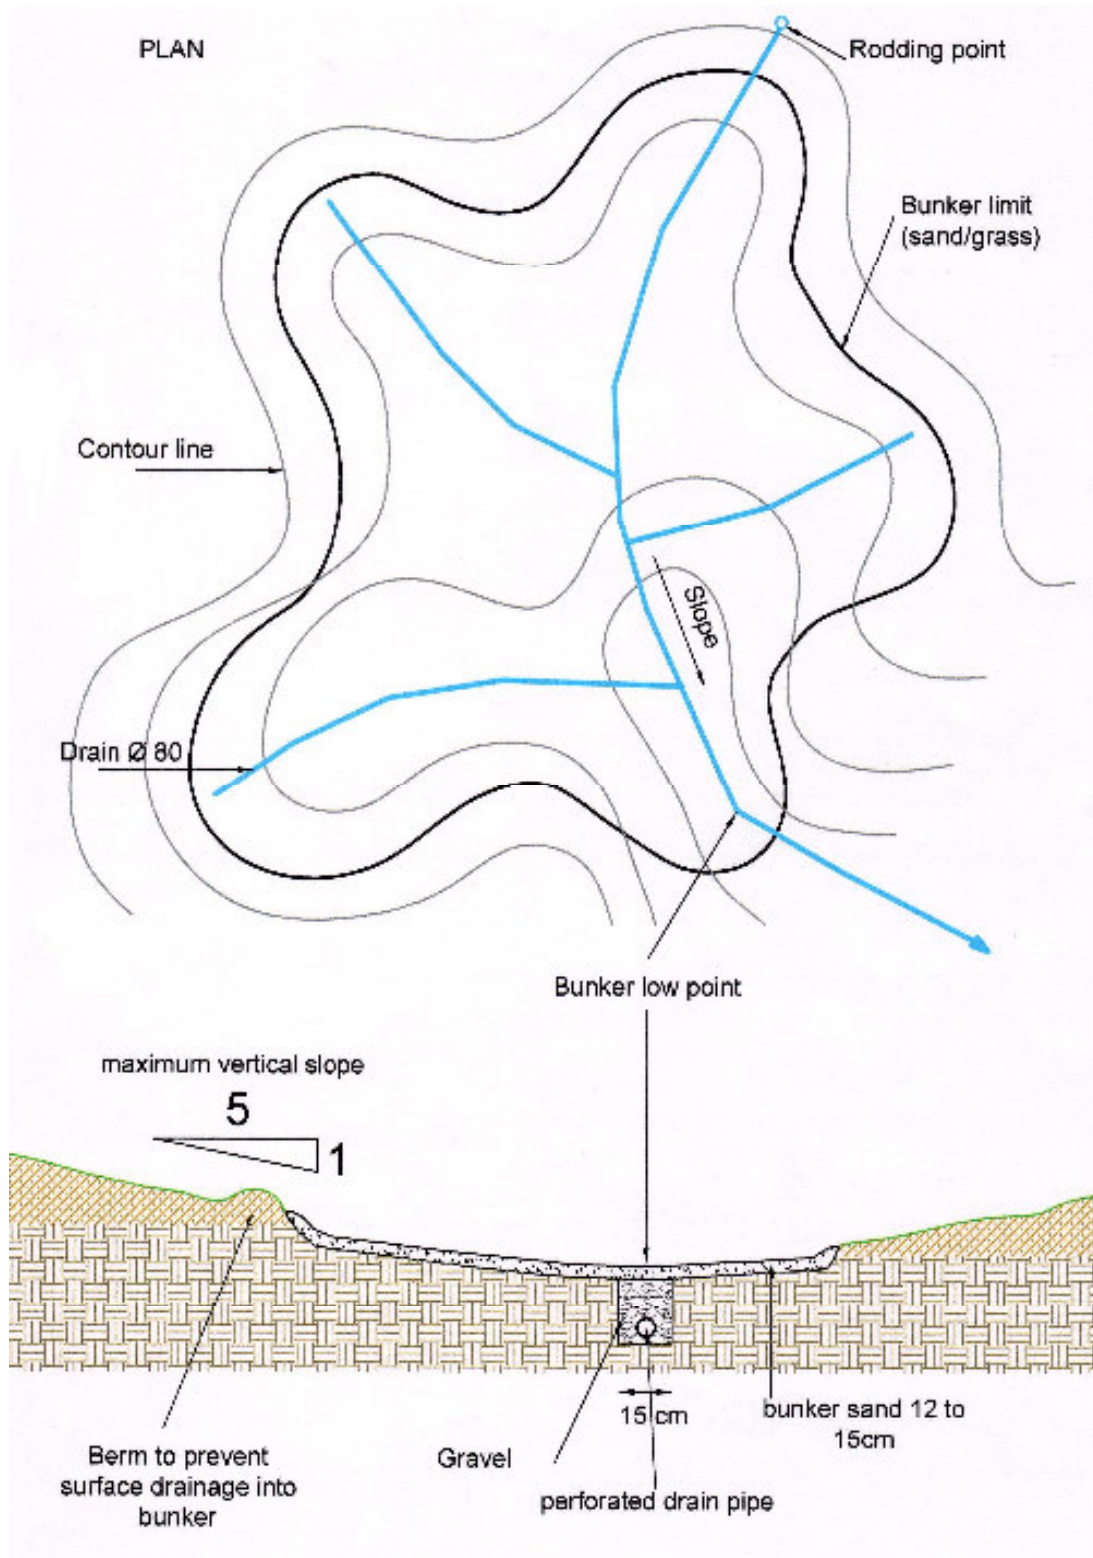 PLAN
Rodding point
Bunker limit
(sand/grass)
Contour line
Slope
Drain Ø 80
Bunker low point
maximum vertical slope
5
1
15 cm
bunker sand 12 to
15cm
Gravel
Berm to prevent
surface drainage into
bunker
perforated drain pipe